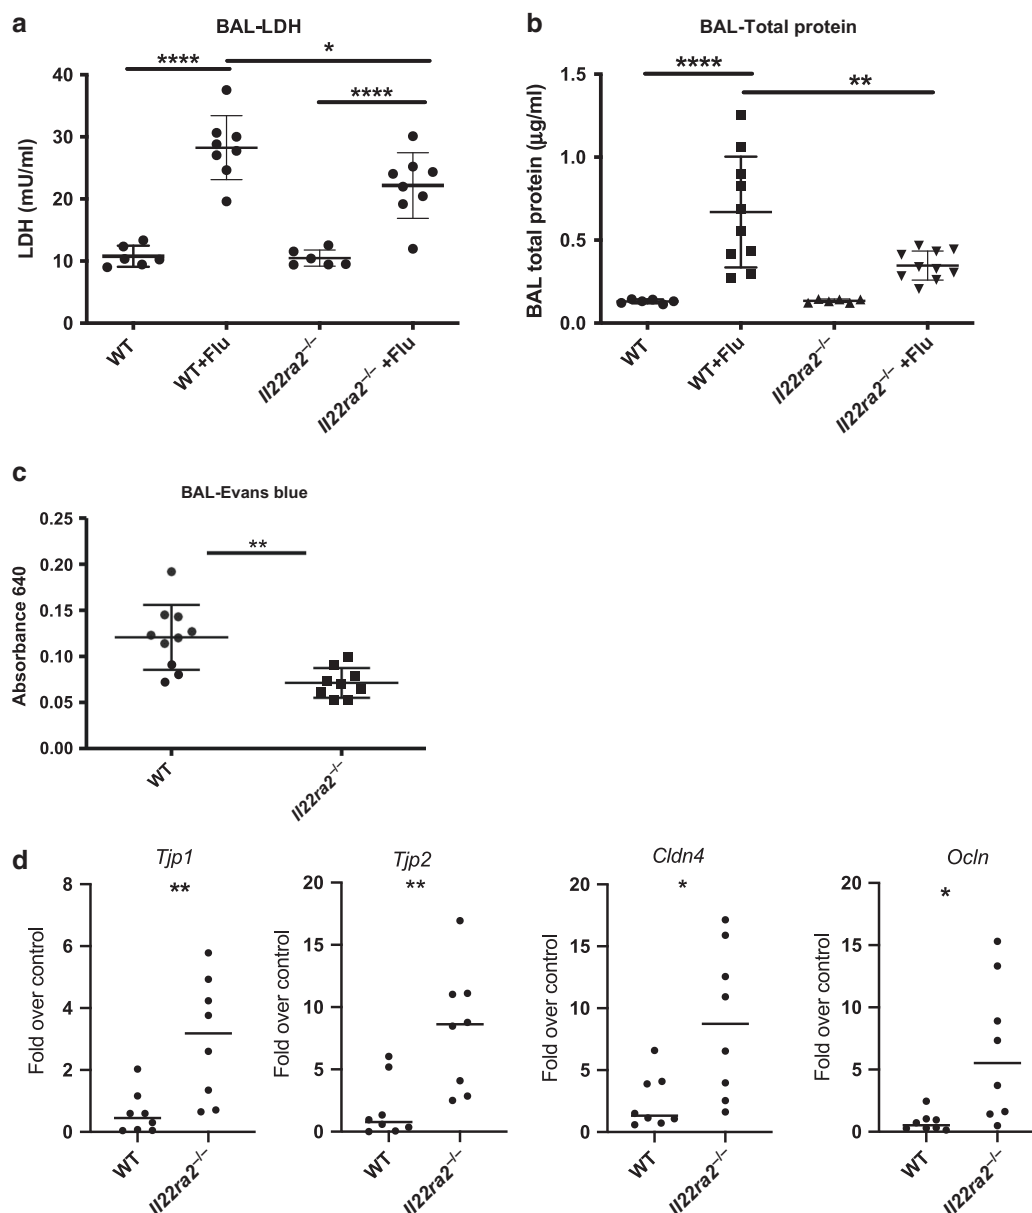 a
BAL-LDH
****
*
****
40
30
20
10
0
LDH (mU/ml)
WT
WT+Flu
Il22ra2–/–
Il22ra2–/– +Flu
b
BAL-Total protein
****
**
1.5
1.0
0.5
0.0
BAL total protein (µg/ml)
WT
WT+Flu
Il22ra2–/–
Il22ra2–/– +Flu
c
BAL-Evans blue
**
0.25
0.20
0.15
0.10
0.05
0.00
Absorbance 640
WT
Il22ra2–/–
d
Tjp1
**
8
6
4
2
0
Fold over control
WT
Il22ra2–/–
Tjp2
**
20
15
10
5
0
Fold over control
WT
Il22ra2–/–
Cldn4
*
20
15
10
5
0
Fold over control
WT
Il22ra2–/–
Ocln
*
20
15
10
5
0
Fold over control
WT
Il22ra2–/–